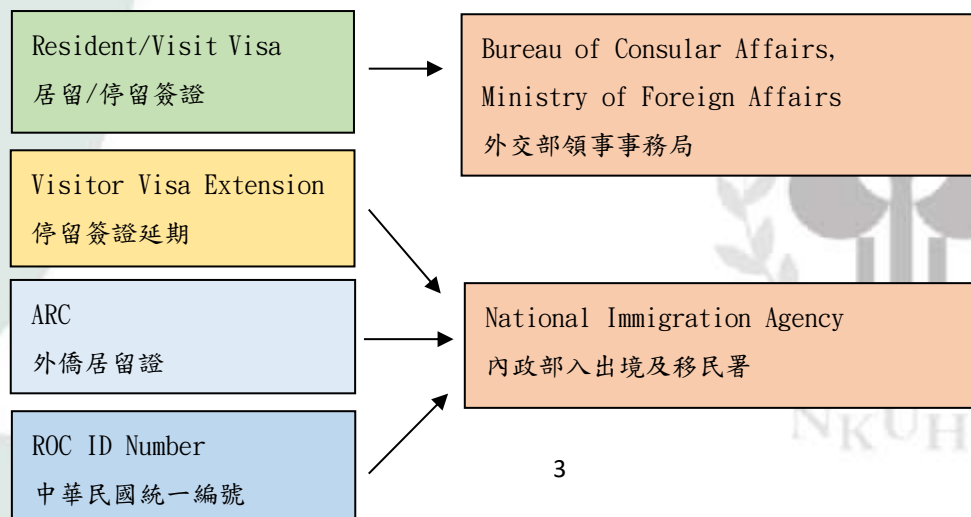 Resident/Visit Visa
居留/停留簽證
Bureau of Consular Affairs,
Ministry of Foreign Affairs
外交部領事事務局
Visitor Visa Extension
停留簽證延期
ARC
外僑居留證
National Immigration Agency
內政部入出境及移民署
ROC ID Number
中華民國統一編號
NKUH
3